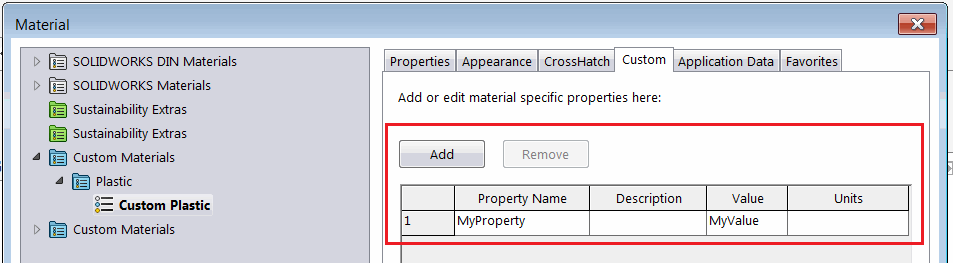 Material
SOLIDWORKS DIN Materials
SOLIDWORKS Materials
Sustainability Extras
Sustainability Extras
Custom Materials
Plastic
Custom Plastic
Custom Materials
Properties Appearance CrossHatch Custom Application Data Favorites
Add or edit material specific properties here:
Add Remove
Property Name Description Value Units
1 MyProperty MyValue